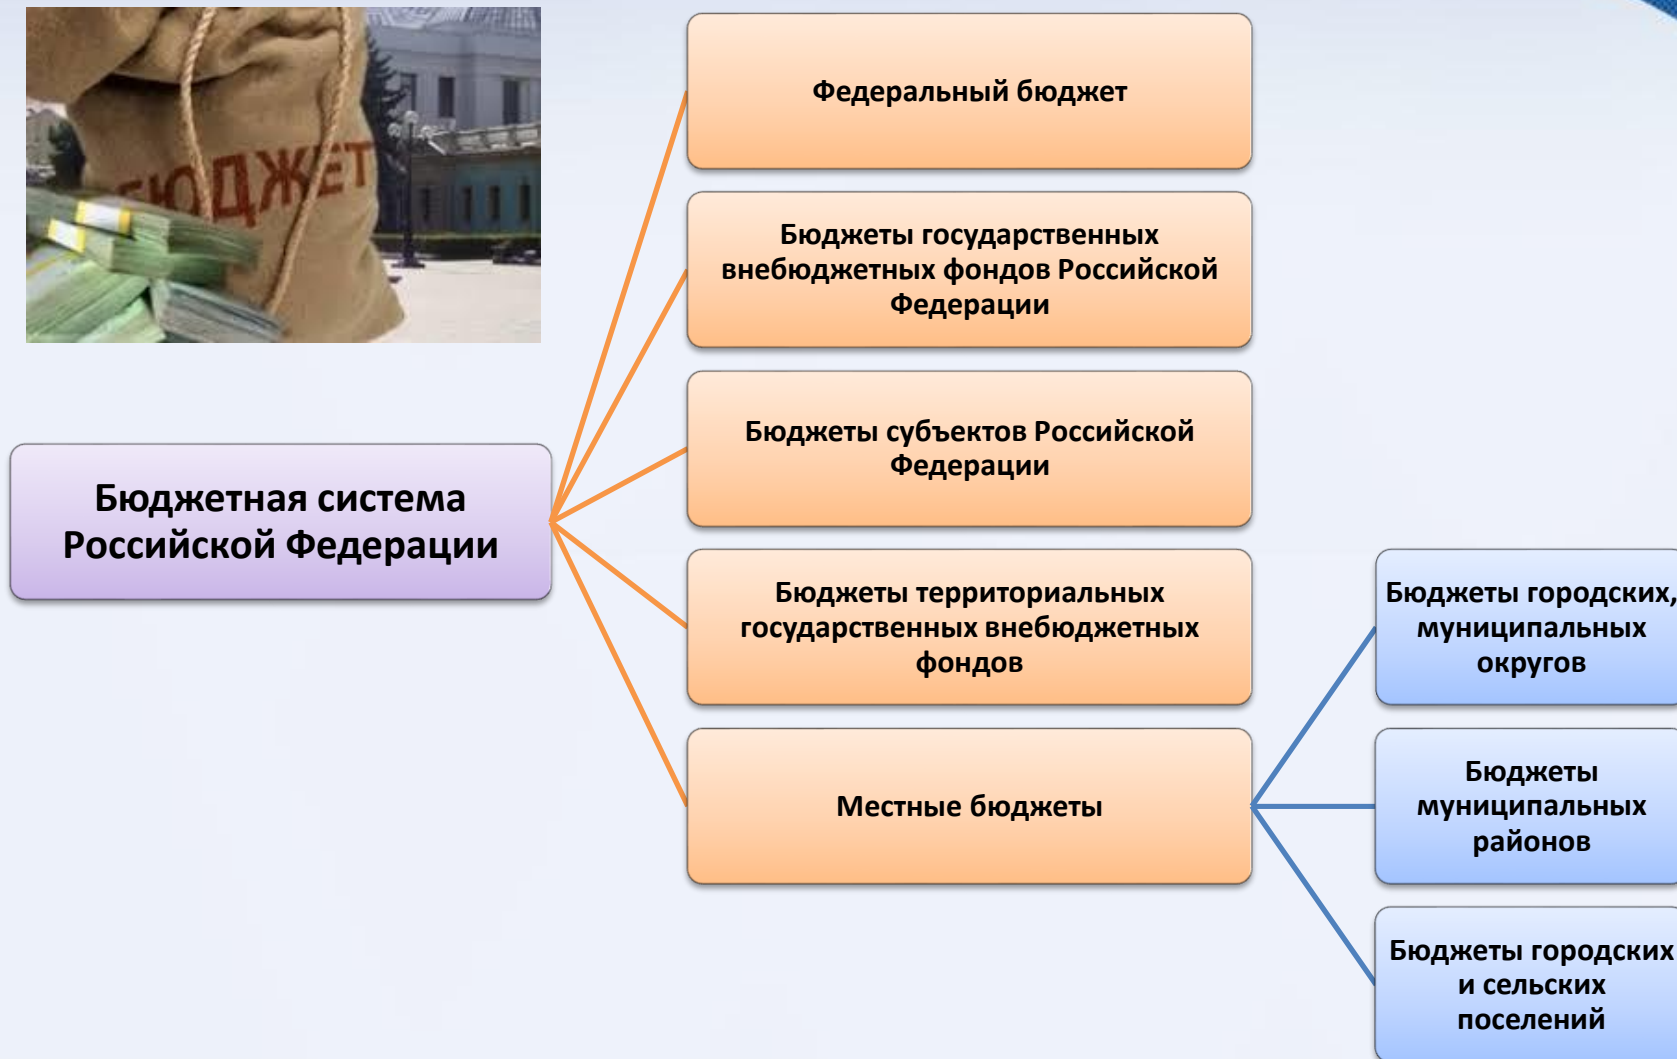 БЮДЖЕТ
Федеральный бюджет
Бюджеты государственных
внебюджетных фондов Российской
Федерации
Бюджеты субъектов Российской
Федерации
Бюджетная система
Российской Федерации
Бюджеты территориальных
государственных внебюджетных
фондов
Местные бюджеты
Бюджеты городских,
муниципальных
округов
Бюджеты
муниципальных
районов
Бюджеты городских
и сельских
поселений